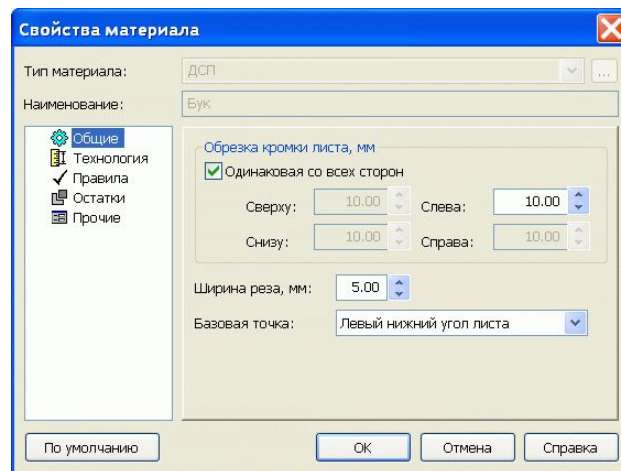 Свойства материала
Тип материала: ДСП ...
Наименование: Бук
Общие
Технология
Правила
Остатки
Прочие
Обрезка кромки листа, мм
Одинаковая со всех сторон
Сверху: 10.00 Слева: 10.00
Снизу: 10.00 Справа: 10.00
Ширина реза, мм: 5.00
Базовая точка: Левый нижний угол листа
По умолчанию ОК Отмена Справка